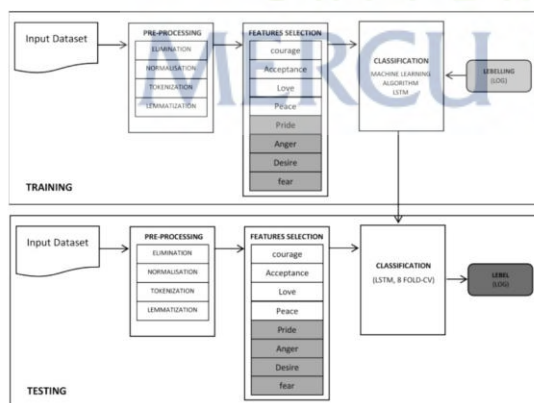 MERCU
Input Dataset
PRE-PROCESSING
ELIMINATION
NORMALISATION
TOKENIZATION
LEMMATIZATION
FEATURES SELECTION
courage
Acceptance
Love
Peace
Pride
Anger
Desire
fear
CLASSIFICATION
MACHINE LEARNING
ALGORITHM
LSTM
LEBELLING
(LOG)
TRAINING
Input Dataset
PRE-PROCESSING
ELIMINATION
NORMALISATION
TOKENIZATION
LEMMATIZATION
FEATURES SELECTION
courage
Acceptance
Love
Peace
Pride
Anger
Desire
fear
CLASSIFICATION
(LSTM, 8 FOLD-CV)
LEBEL
(LOG)
TESTING